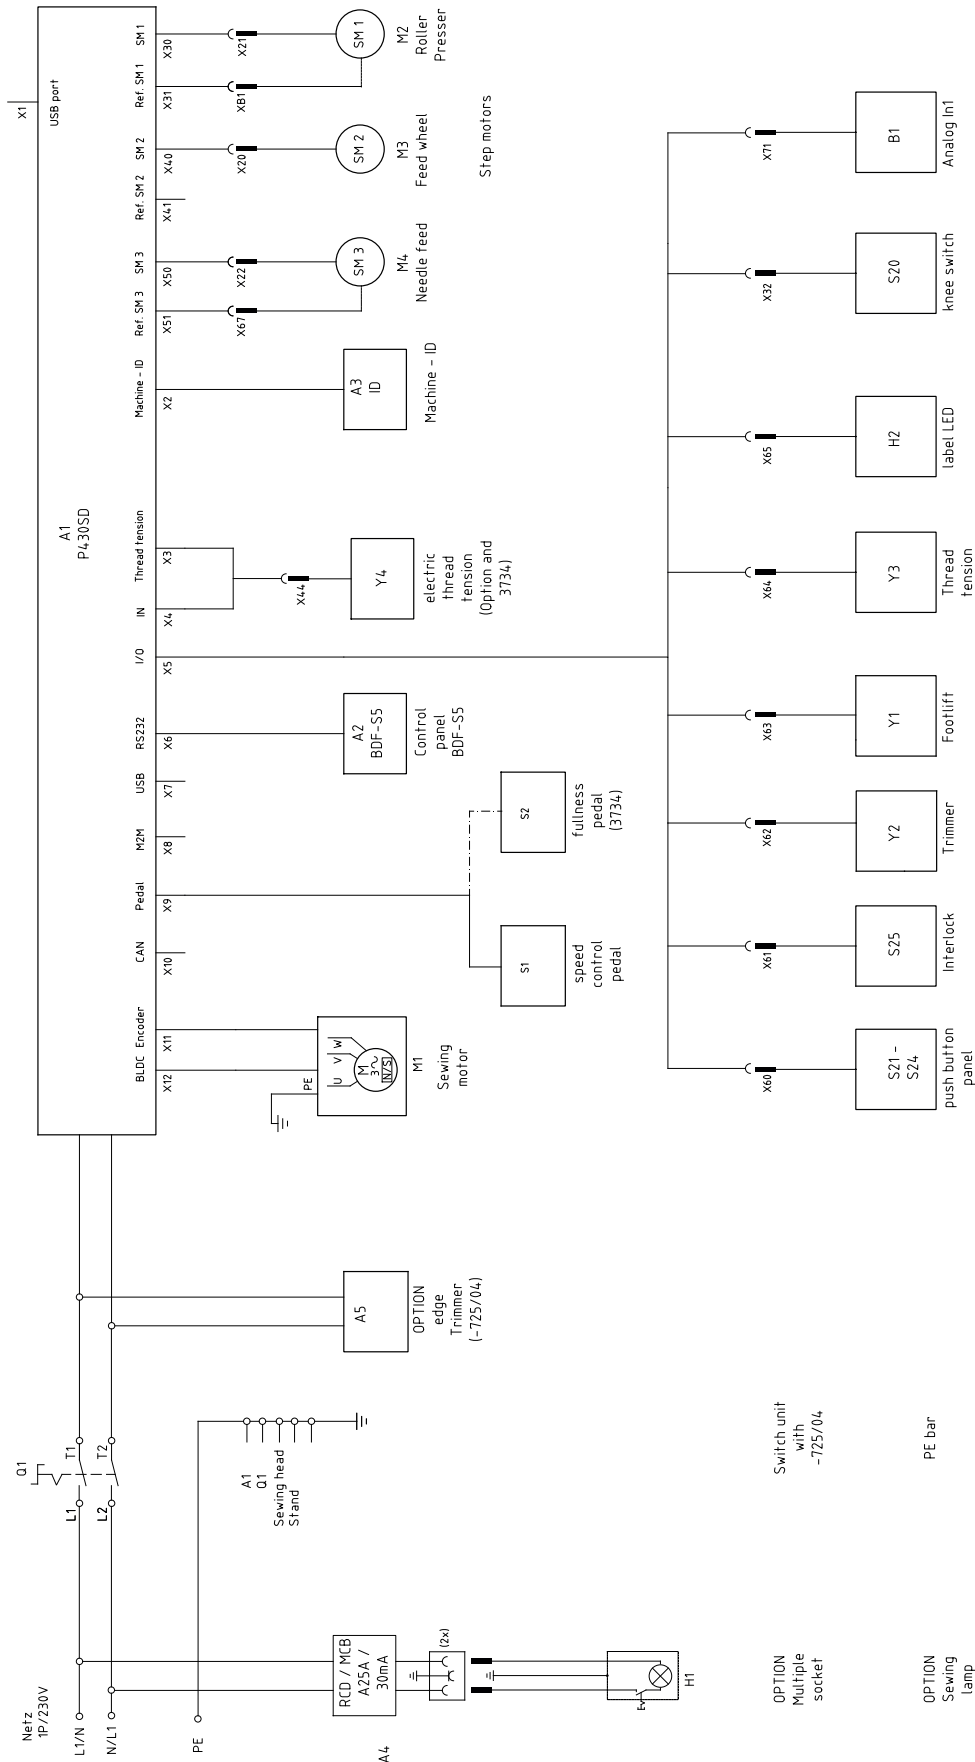 Netz
1P/230V
L1/N
N/L1
PE
A4
RCD / MCB
A25A /
30mA
(2x)
Ev
H1
OPTION
Multiple
socket
OPTION
Sewing
lamp
Q1
L1
T1
L2
T2
A1
Q1
Sewing head
Stand
Switch unit
with
-725/04
PE bar
A5
OPTION
edge
Trimmer
(-725/04)
A1
P430SD
X1
USB port
BLDC
X12
Encoder
X11
CAN
X10
Pedal
X9
M2M
X8
USB
X7
RS232
X6
I/O
X5
IN
X4
Thread tension
X3
Machine - ID
X2
Ref. SM 3
X51
SM 3
X50
Ref. SM 2
X41
SM 2
X40
Ref. SM 1
X31
SM 1
X30
PE
U
V
W
M
3
N/S
M1
Sewing
motor
S1
speed
control
pedal
S2
fullness
pedal
(3734)
A2
BDF-S5
Control
panel
BDF-S5
X44
Y4
electric
thread
tension
(Option and
3734)
A3
ID
Machine - ID
X67
X22
SM 3
M4
Needle feed
X20
SM 2
M3
Feed wheel
XB1
X21
SM 1
M2
Roller
Presser
Step motors
X60
S21 -
S24
push button
panel
X61
S25
Interlock
X62
Y2
Trimmer
X63
Y1
Footlift
X64
Y3
Thread
tension
X65
H2
label LED
X32
S20
knee switch
X71
B1
Analog In1